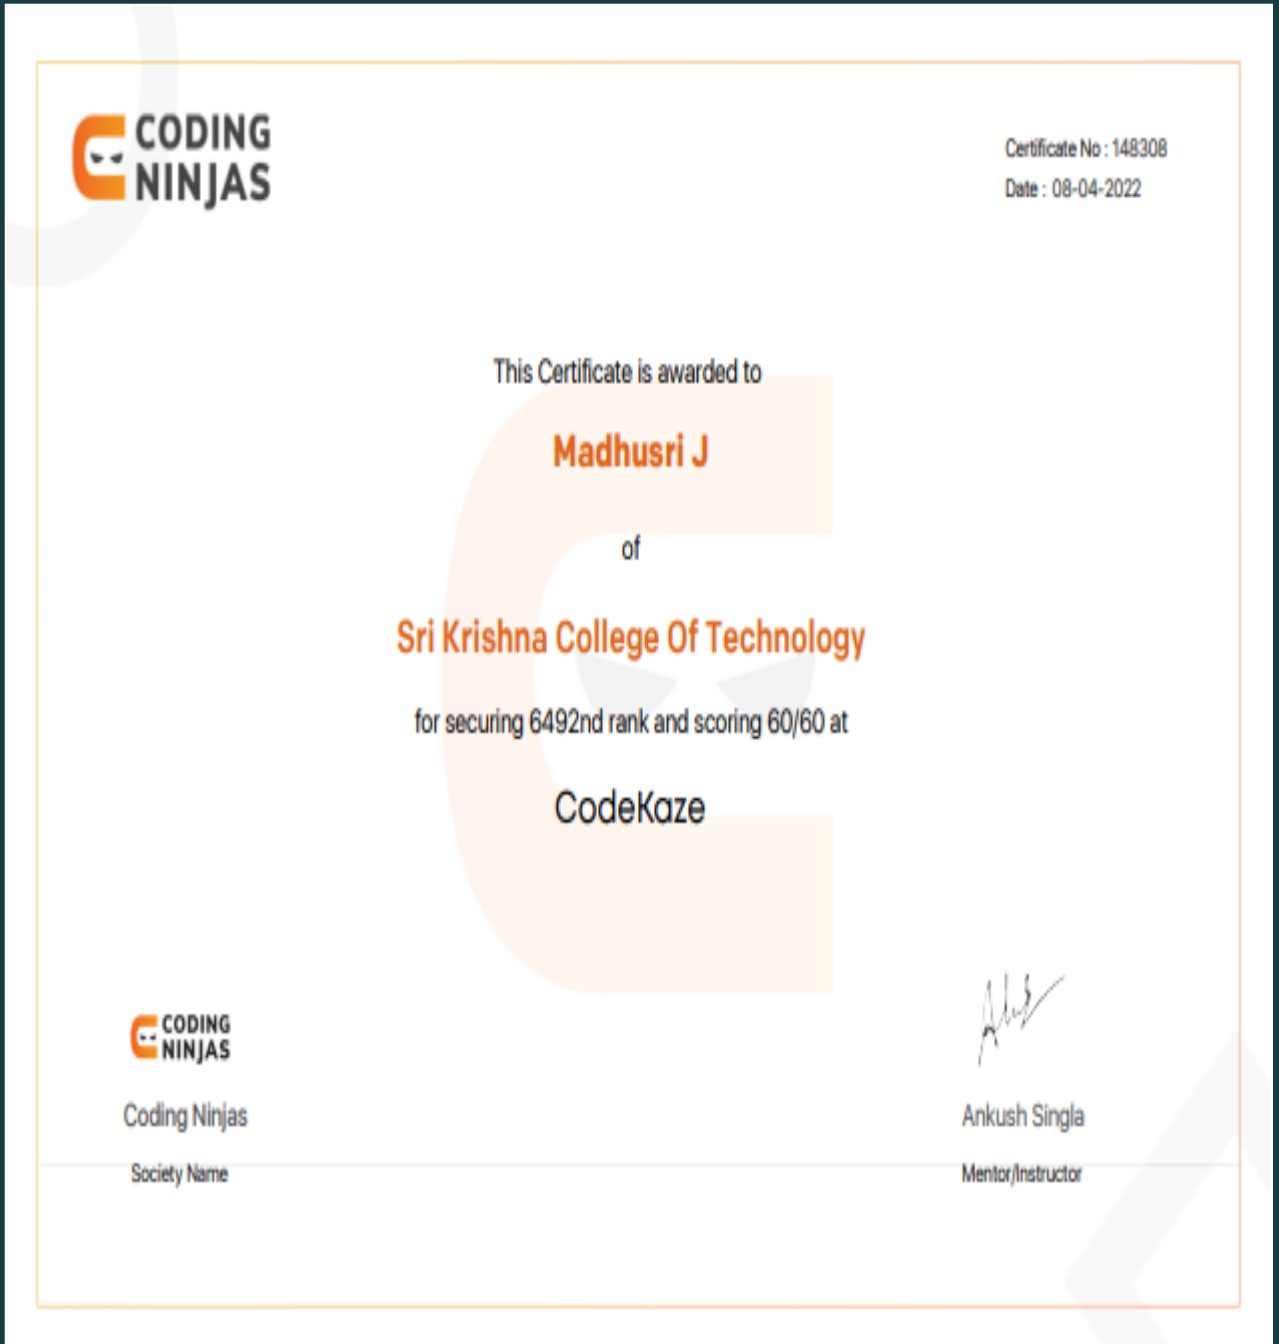 CODING
NINJAS
Certificate No : 148308
Date : 08-04-2022
This Certificate is awarded to
Madhusri J
of
Sri Krishna College Of Technology
for securing 6492nd rank and scoring 60/60 at
CodeKaze
CODING
NINJAS
Coding Ninjas
Ankush Singla
Society Name
Mentor/Instructor